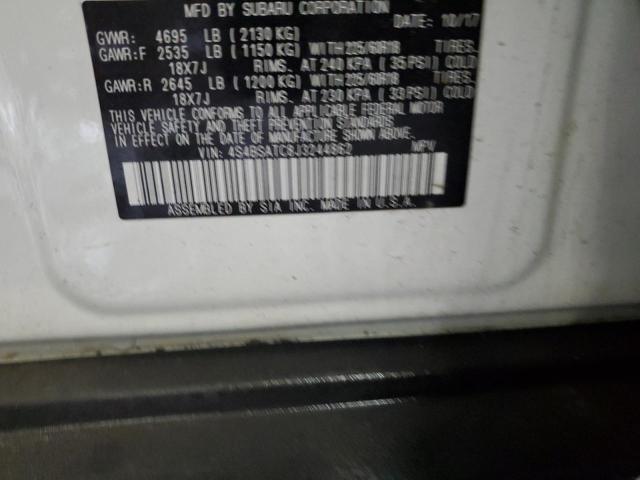 MFD BY SUBARU CORPORATION
DATE: 10/17
GVWR: 4695 LB (2130 KG)
GAWR:F 2535 LB (1150 KG) WITH 225/60R18 TIRES,
18X7J RIMS, AT 240 KPA (35 PSI) COLD
GAWR:R 2645 LB (1200 KG) WITH 225/60R18 TIRES,
18X7J RIMS, AT 230 KPA (33 PSI) COLD
THIS VEHICLE CONFORMS TO ALL APPLICABLE FEDERAL MOTOR
VEHICLE SAFETY AND THEFT PREVENTION STANDARDS
IN EFFECT ON THE DATE OF MANUFACTURE SHOWN ABOVE.
VIN: 4S4BSATC8J3244862 MPV
ASSEMBLED BY SIA INC. MADE IN U.S.A.